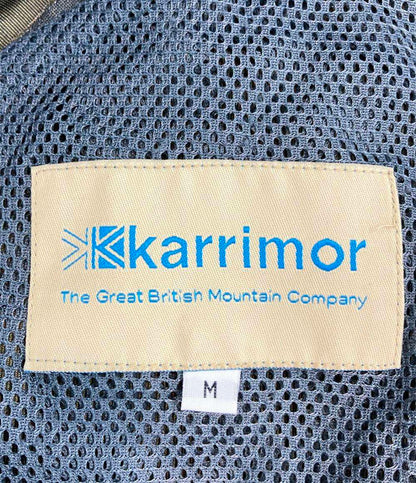 karrimor
The Great British Mountain Company
M